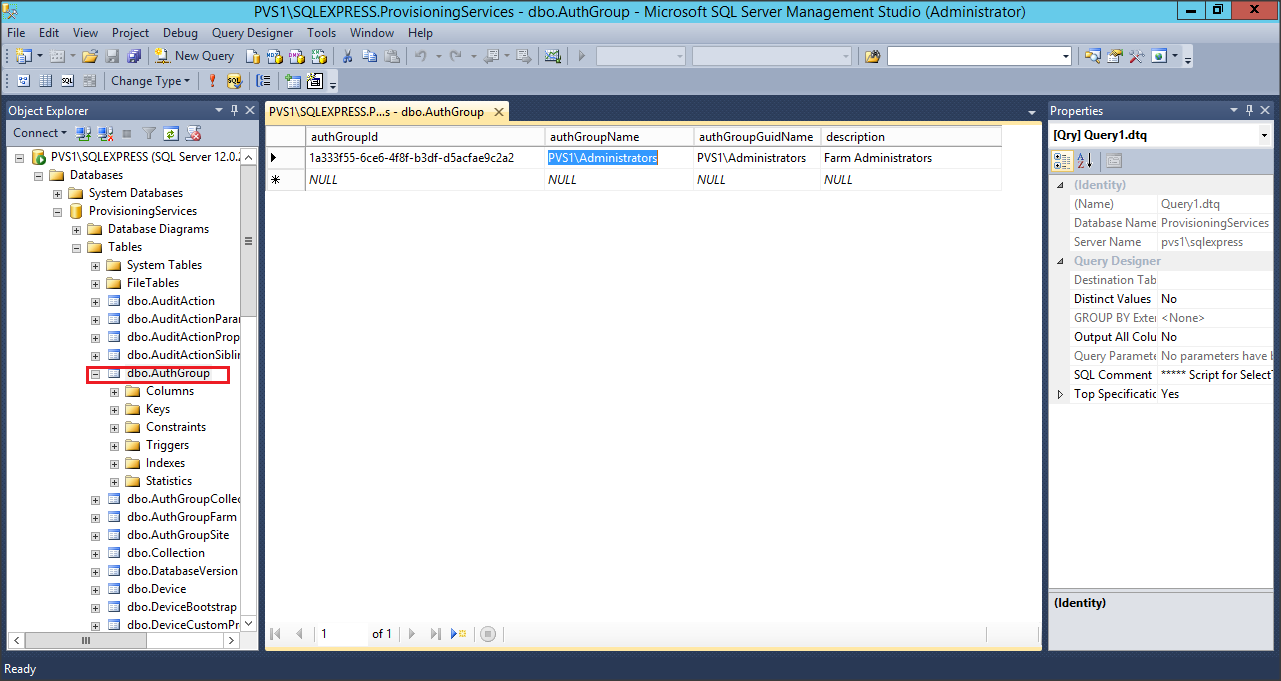 PVS1\SQLEXPRESS.ProvisioningServices - dbo.AuthGroup - Microsoft SQL Server Management Studio (Administrator)
File Edit View Project Debug Query Designer Tools Window Help
New Query
Change Type
Object Explorer
Connect
PVS1\SQLEXPRESS (SQL Server 12.0.2
Databases
System Databases
ProvisioningServices
Database Diagrams
Tables
System Tables
FileTables
dbo.AuditAction
dbo.AuditActionParar
dbo.AuditActionProp
dbo.AuditActionSiblin
dbo.AuthGroup
Columns
Keys
Constraints
Triggers
Indexes
Statistics
dbo.AuthGroupCollec
dbo.AuthGroupFarm
dbo.AuthGroupSite
dbo.Collection
dbo.DatabaseVersion
dbo.Device
dbo.DeviceBootstrap
dbo.DeviceCustomPr
PVS1\SQLEXPRESS.P...s - dbo.AuthGroup
authGroupId authGroupName authGroupGuidName description
1a333f55-6ce6-4f8f-b3df-d5acfae9c2a2 PVS1\Administrators PVS1\Administrators Farm Administrators
NULL NULL NULL NULL
1 of 1
Properties
[Qry] Query1.dtq
(Identity)
(Name) Query1.dtq
Database Name ProvisioningServices
Server Name pvs1\sqlexpress
Query Designer
Destination Tab
Distinct Values No
GROUP BY Exter <None>
Output All Colu No
Query Paramete No parameters have b
SQL Comment ***** Script for SelectT
Top Specificatic Yes
(Identity)
Ready